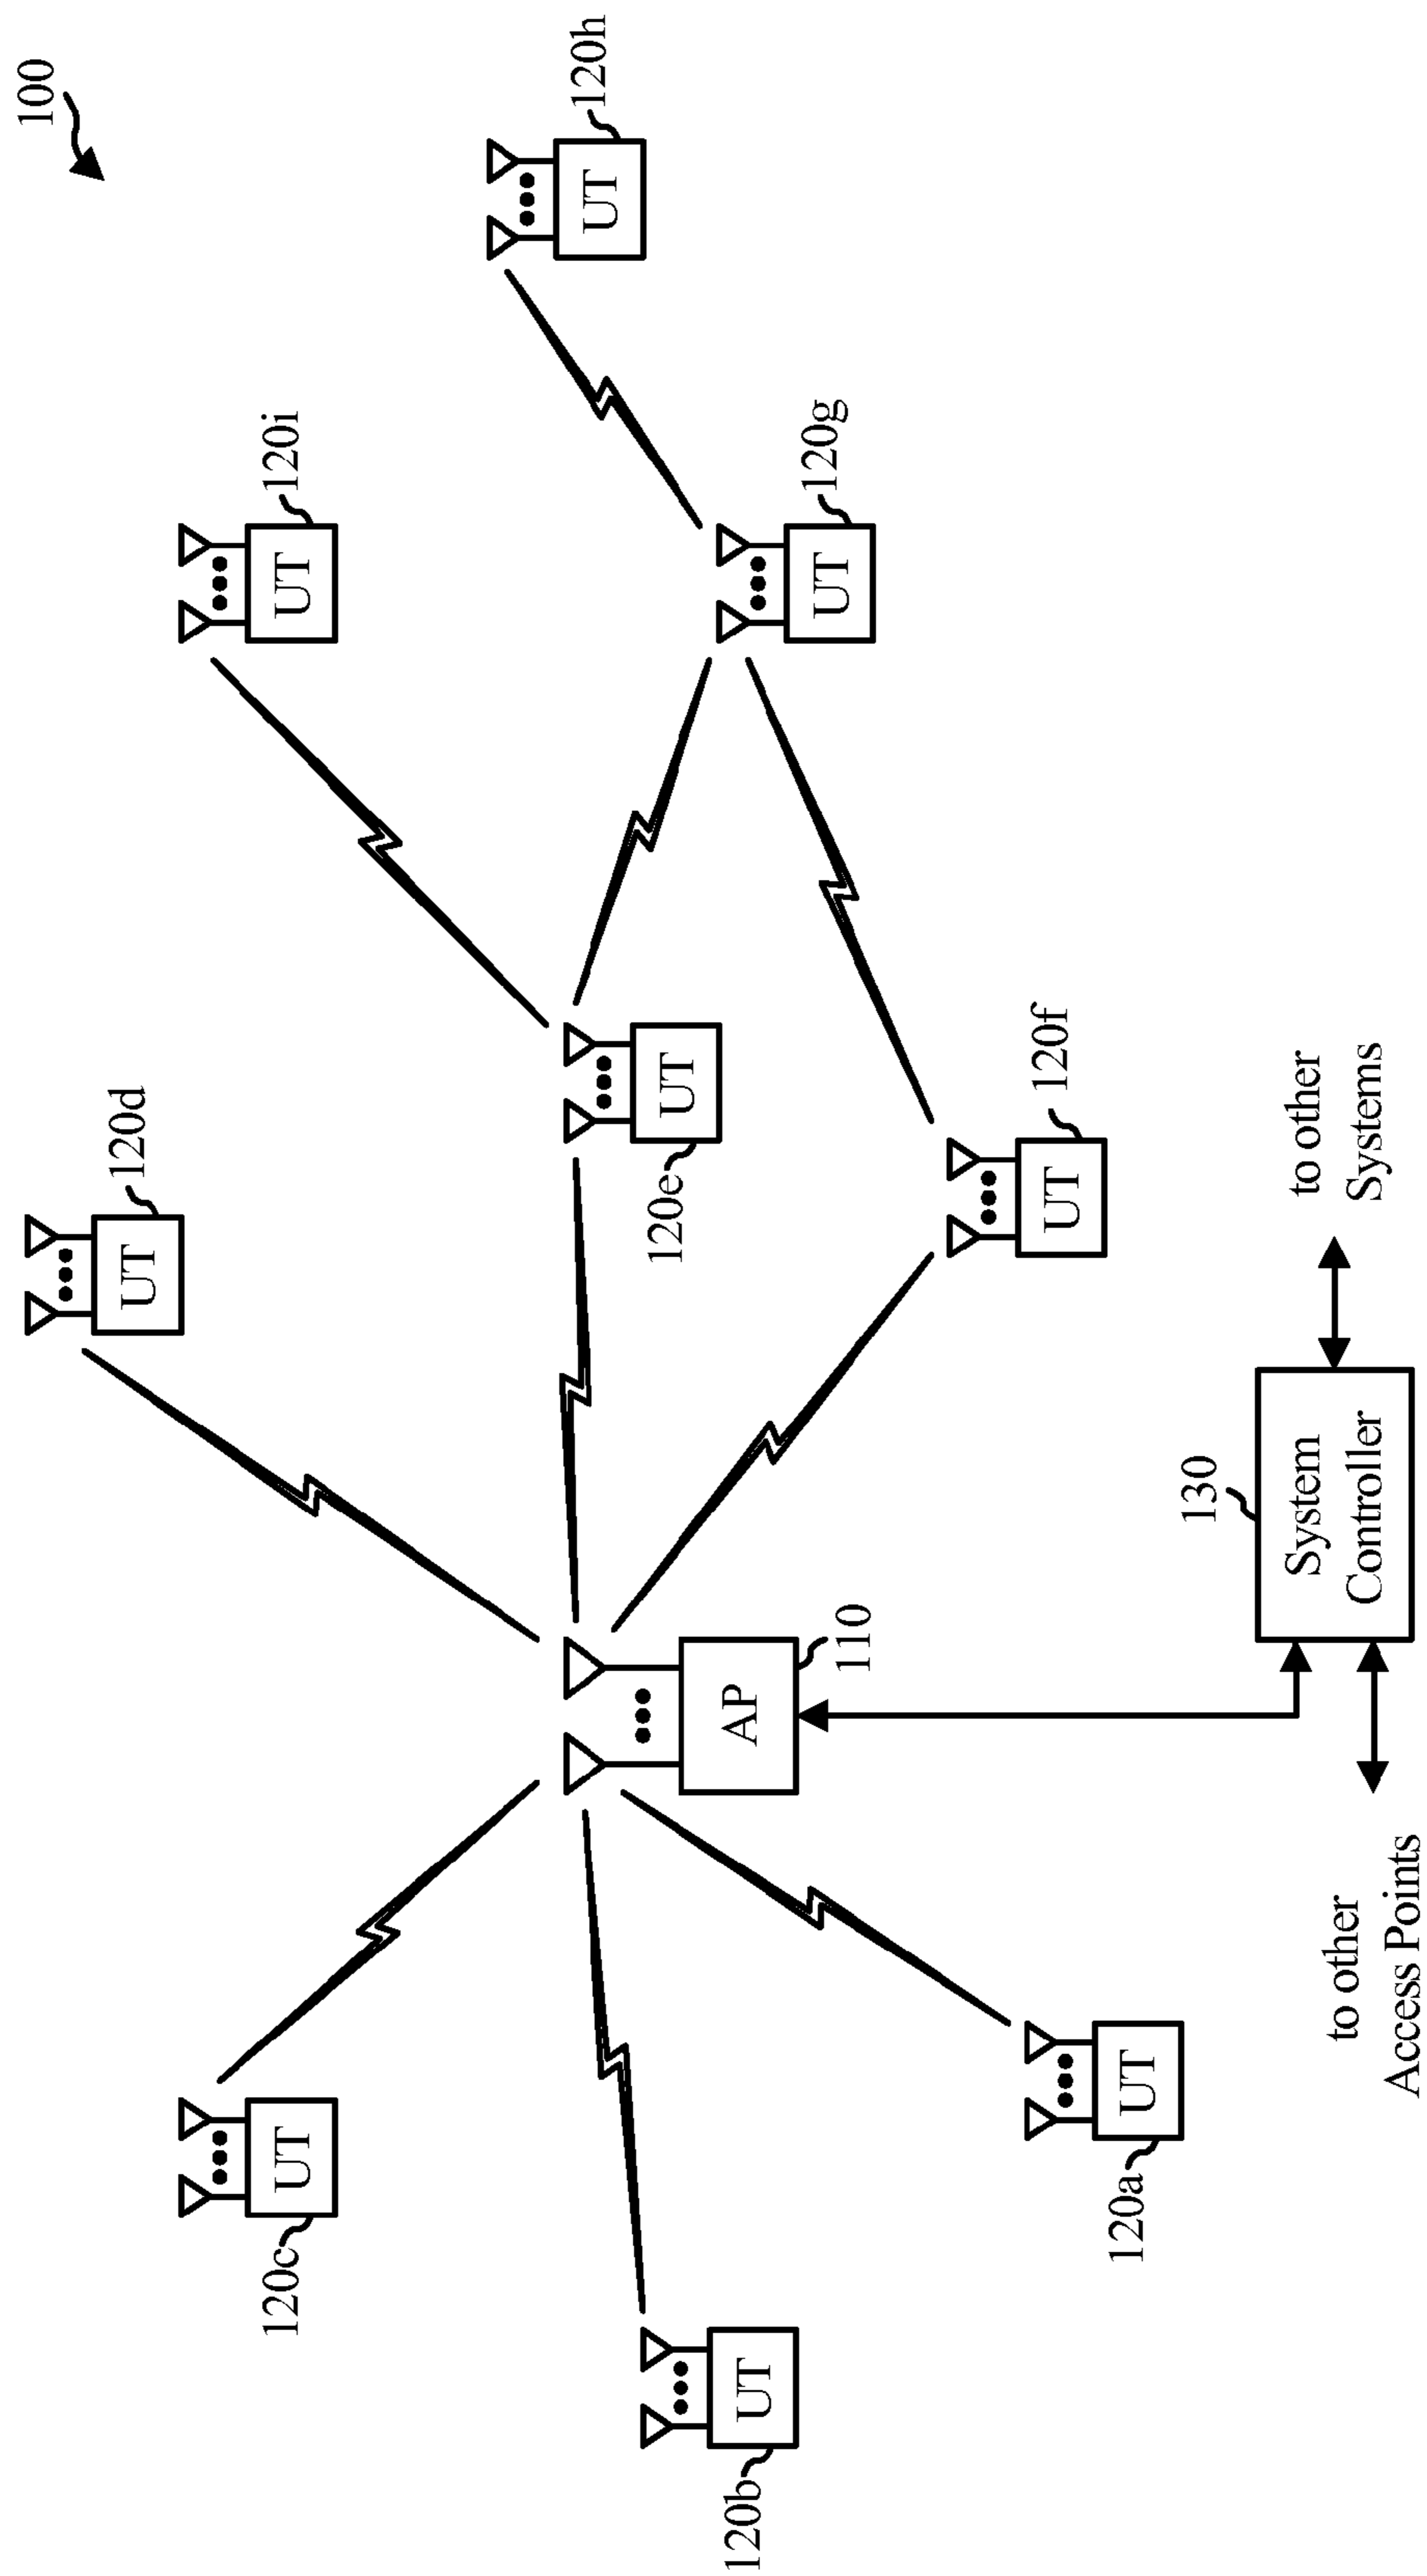 100
120d
UT
120i
UT
120c
UT
120h
UT
120e
UT
120b
UT
AP
110
120g
UT
120f
UT
120a
UT
130
System
Controller
to other
Systems
to other
Access Points